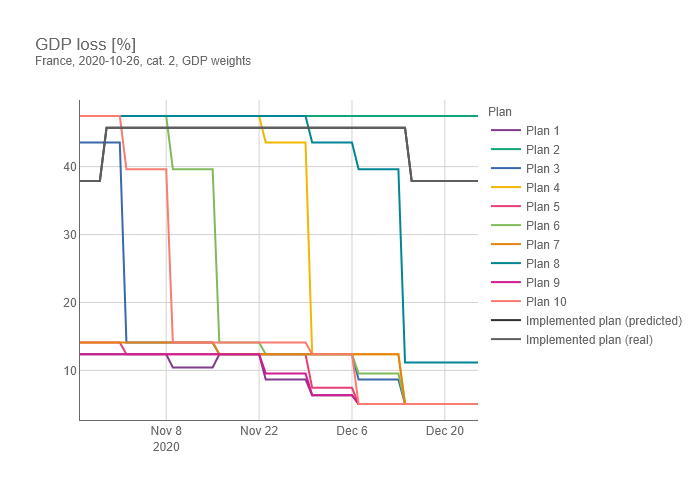 GDP loss [%]
France, 2020-10-26, cat. 2, GDP weights
40
30
20
10
Nov 8
2020
Nov 22
Dec 6
Dec 20
Plan
Plan 1
Plan 2
Plan 3
Plan 4
Plan 5
Plan 6
Plan 7
Plan 8
Plan 9
Plan 10
Implemented plan (predicted)
Implemented plan (real)